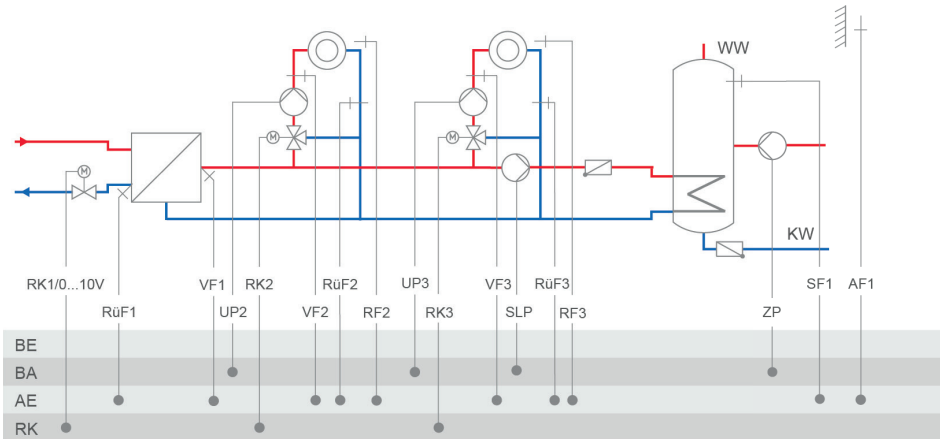 WW
M
M
M
KW
RK1/0...10V
VF1
RK2
RüF2
UP3
VF3
RüF3
SF1
AF1
RüF1
UP2
VF2
RF2
RK3
SLP
RF3
ZP
BE
BA
AE
RK